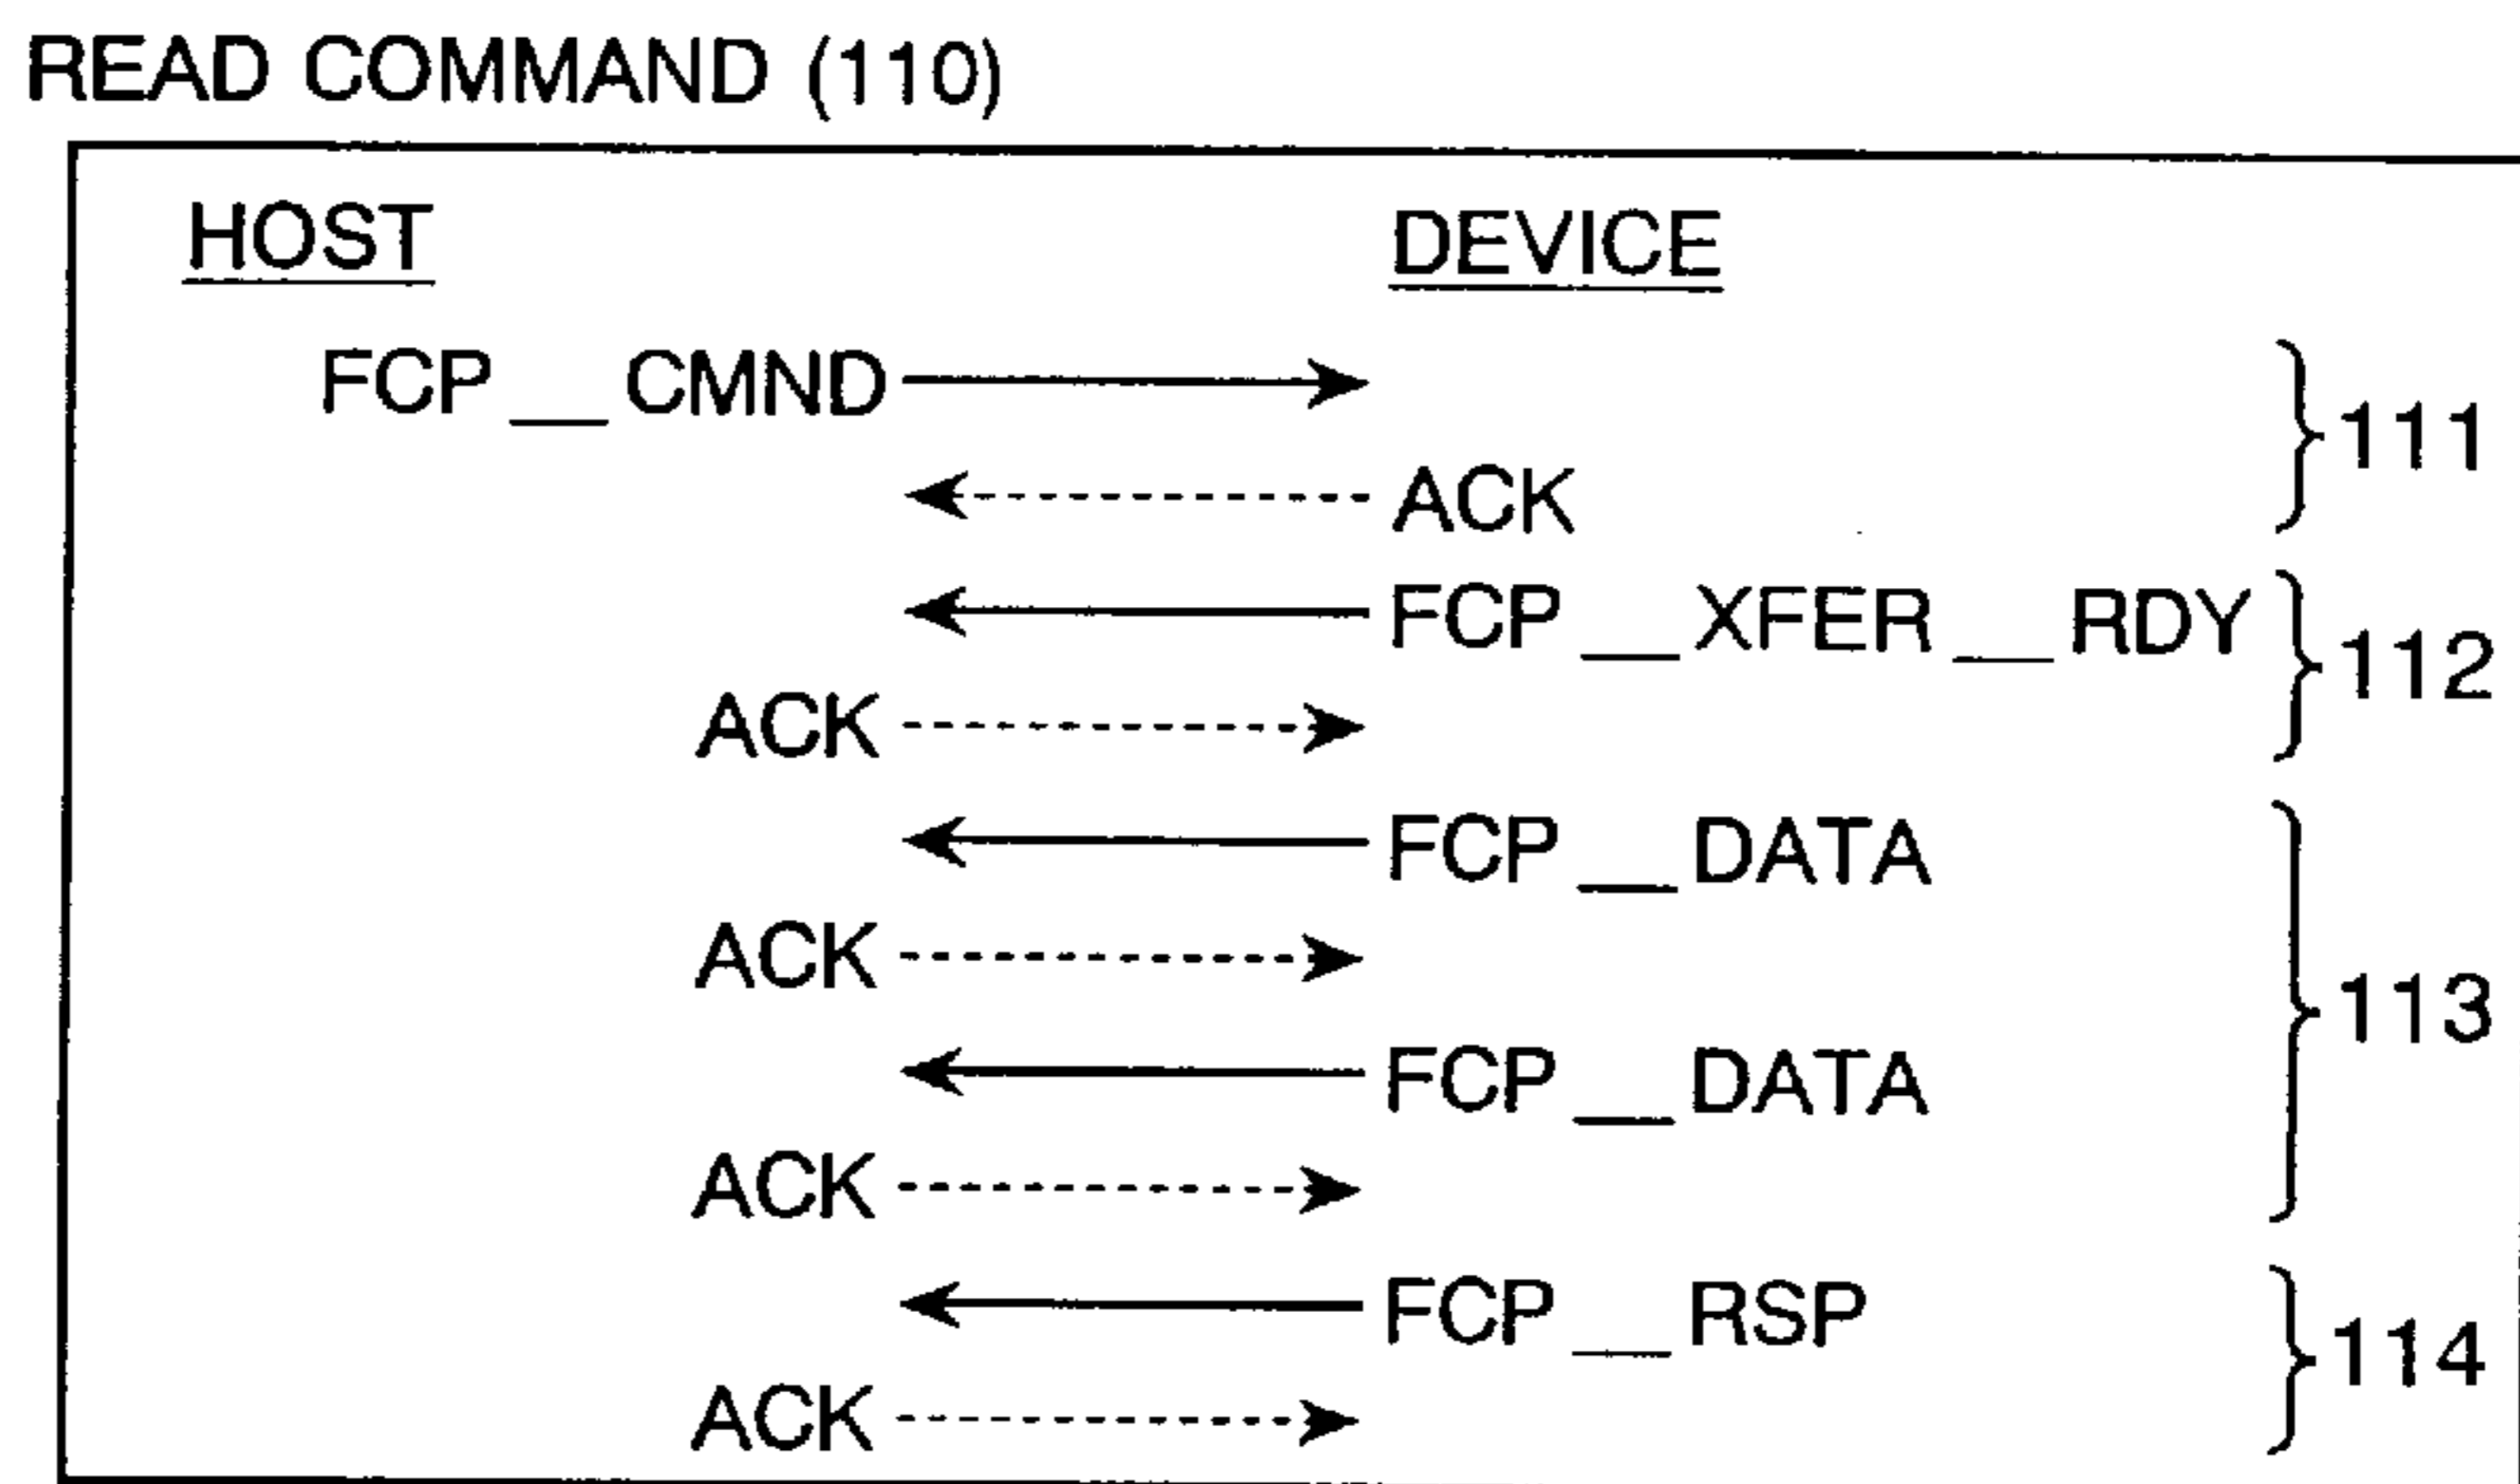 READ COMMAND (110)
HOST DEVICE
FCP__CMND
111
ACK
FCP__XFER__RDY
112
ACK
FCP__DATA
ACK
113
FCP__DATA
ACK
FCP__RSP
114
ACK